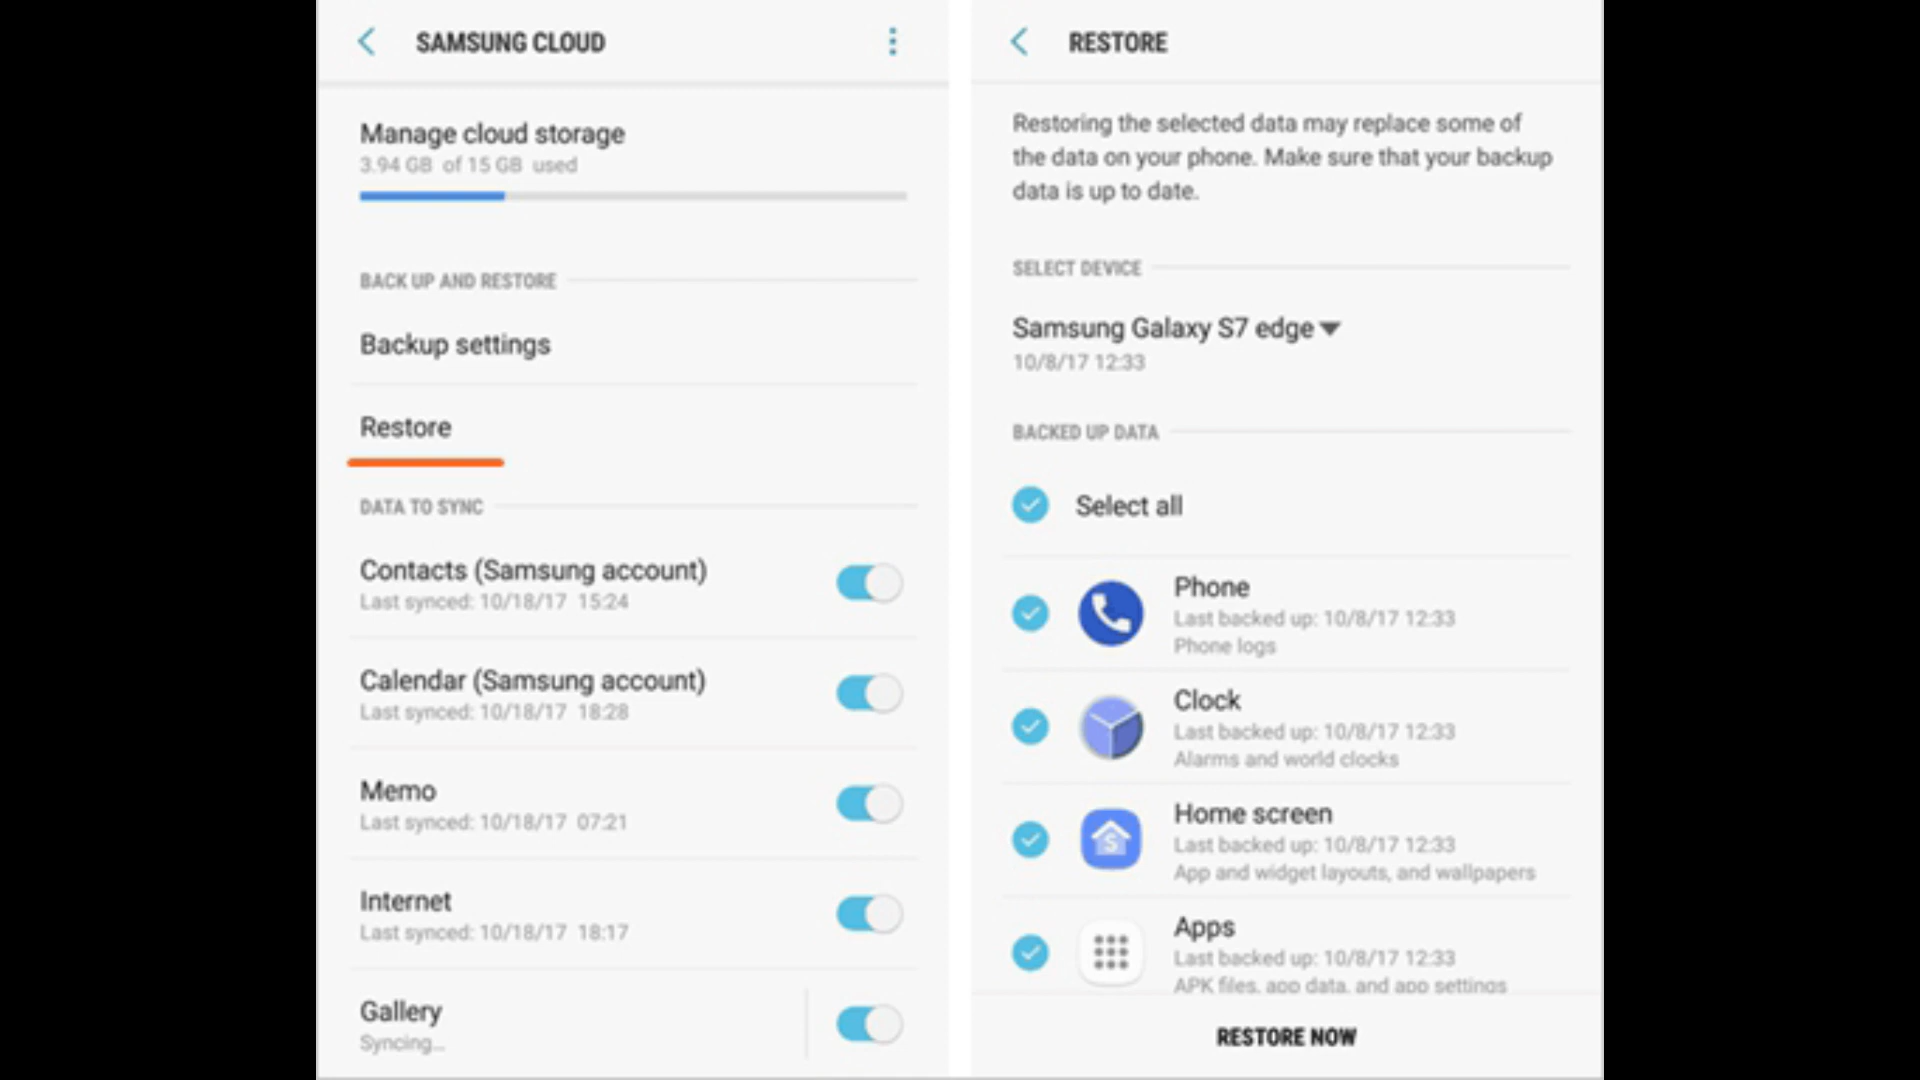 SAMSUNG CLOUD
Manage cloud storage
3.94 GB of 15 GB used
BACK UP AND RESTORE
Backup settings
Restore
DATA TO SYNC
Contacts (Samsung account)
Last synced: 10/18/17 15:24
Calendar (Samsung account)
Last synced: 10/18/17 18:28
Memo
Last synced: 10/18/17 07:21
Internet
Last synced: 10/18/17 18:17
Gallery
Syncing...
RESTORE
Restoring the selected data may replace some of
the data on your phone. Make sure that your backup
data is up to date.
SELECT DEVICE
Samsung Galaxy S7 edge
10/8/17 12:33
BACKED UP DATA
Select all
Phone
Last backed up: 10/8/17 12:33
Phone logs
Clock
Last backed up: 10/8/17 12:33
Alarms and world clocks
Home screen
Last backed up: 10/8/17 12:33
App and widget layouts, and wallpapers
Apps
Last backed up: 10/8/17 12:33
APK files, app data, and app settings
RESTORE NOW